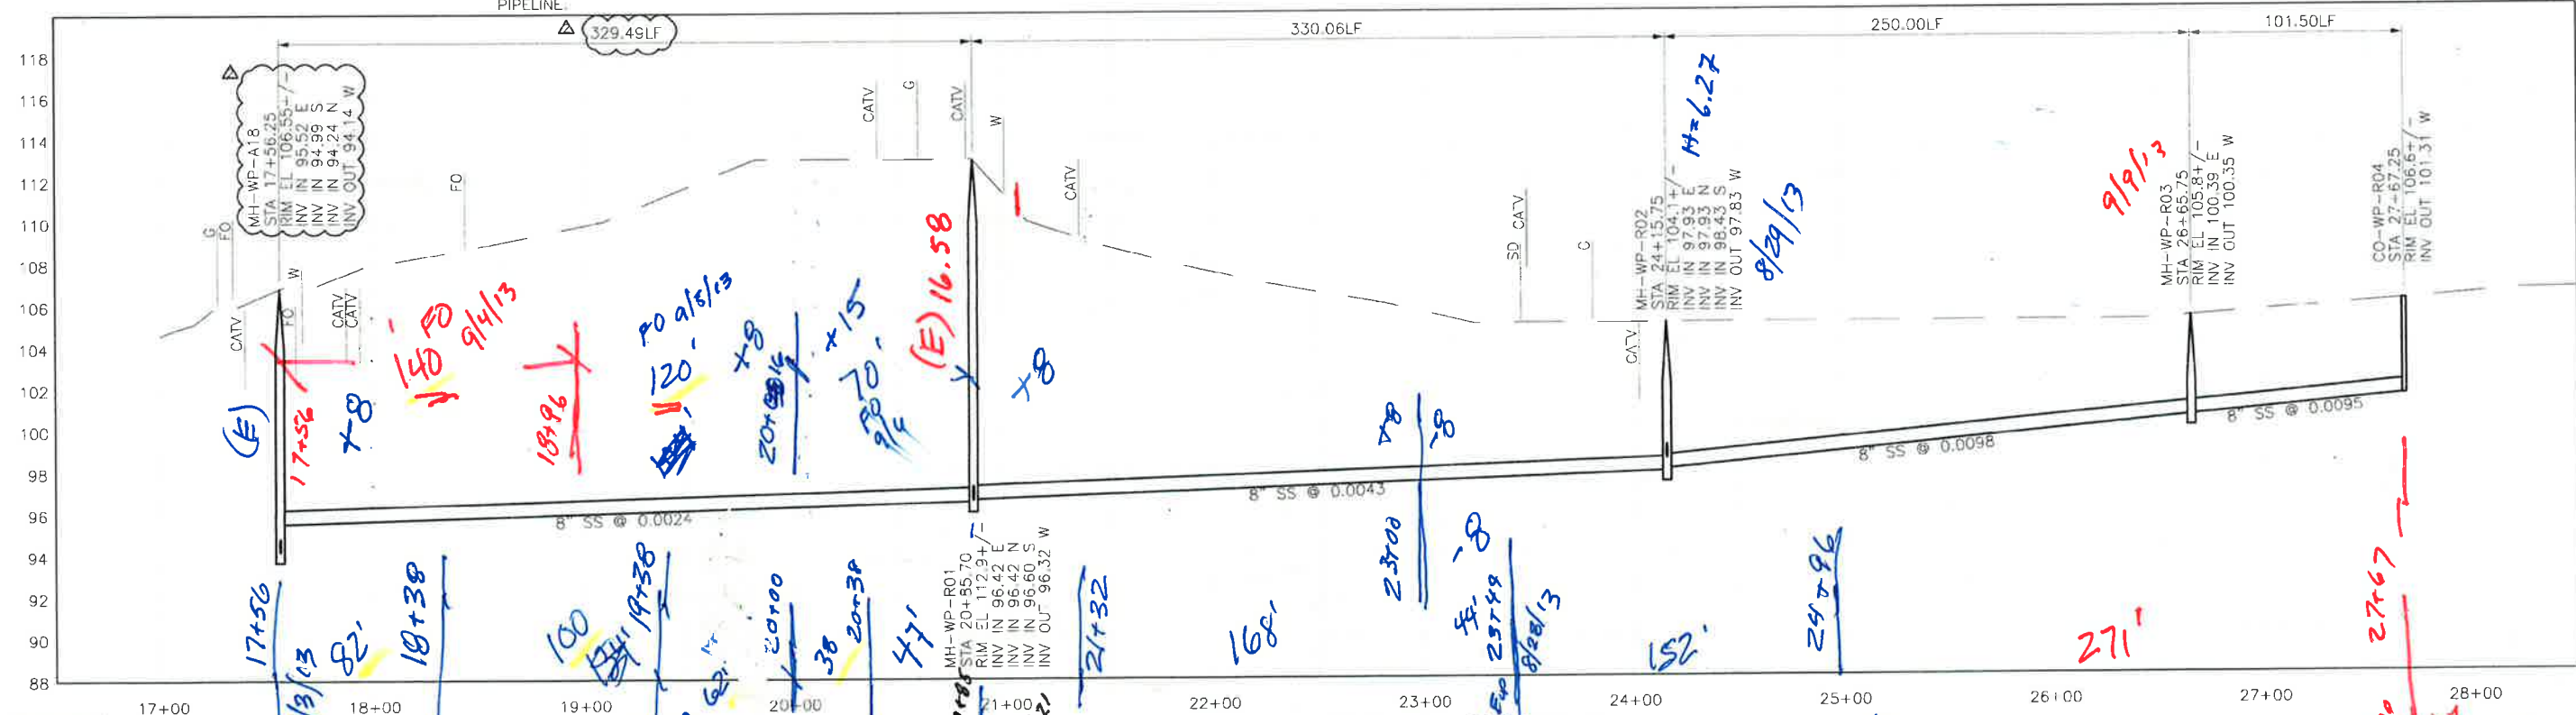 PIPELINE.
329.49LF
330.06LF
250.00LF
101.50LF
118
116
114
112
110
108
106
104
102
100
98
96
94
92
90
88
MH-WP-A18
STA 17+56.25
RIM EL 106.55+/-
INV IN 95.52 E
INV IN 94.99 S
INV IN 94.24 N
INV OUT 94.14 W
G
FO
CATV
FO
W
CATV
CATV
FO
CATV
G
CATV
W
CATV
SD
CATV
G
CATV
MH-WP-R02
STA 24+15.75
RIM EL 104.1+/-
INV IN 97.93 E
INV IN 97.93 N
INV IN 98.43 S
INV OUT 97.83 W
H=6.27
8/29/13
9/9/13
MH-WP-R03
STA 26+65.75
RIM EL 105.8+/-
INV IN 100.39 E
INV OUT 100.35 W
CO-WP-R04
STA 27+67.25
RIM EL 106.6+/-
INV OUT 101.31 W
(E)
17+56
+8
140' FO
9/4/13
18+96
FO 9/5/13
120'
+8
+15
70'
FO
9/4
(E) 16.58
+8
+8
-8
23+00
-8
8" SS @ 0.0024
8" SS @ 0.0043
8" SS @ 0.0098
8" SS @ 0.0095
MH-WP-R01
STA 20+85.70
RIM EL 112.9+/-
INV IN 96.42 E
INV IN 96.42 N
INV IN 96.60 S
INV OUT 96.32 W
17+56
82'
18+38
100
19+38
62'
20+00
38
20+38
47'
21+32
168'
23+49
8/28/13
152'
24+96
271'
27+67
17+00
18+00
19+00
20+00
21+00
22+00
23+00
24+00
25+00
26+00
27+00
28+00